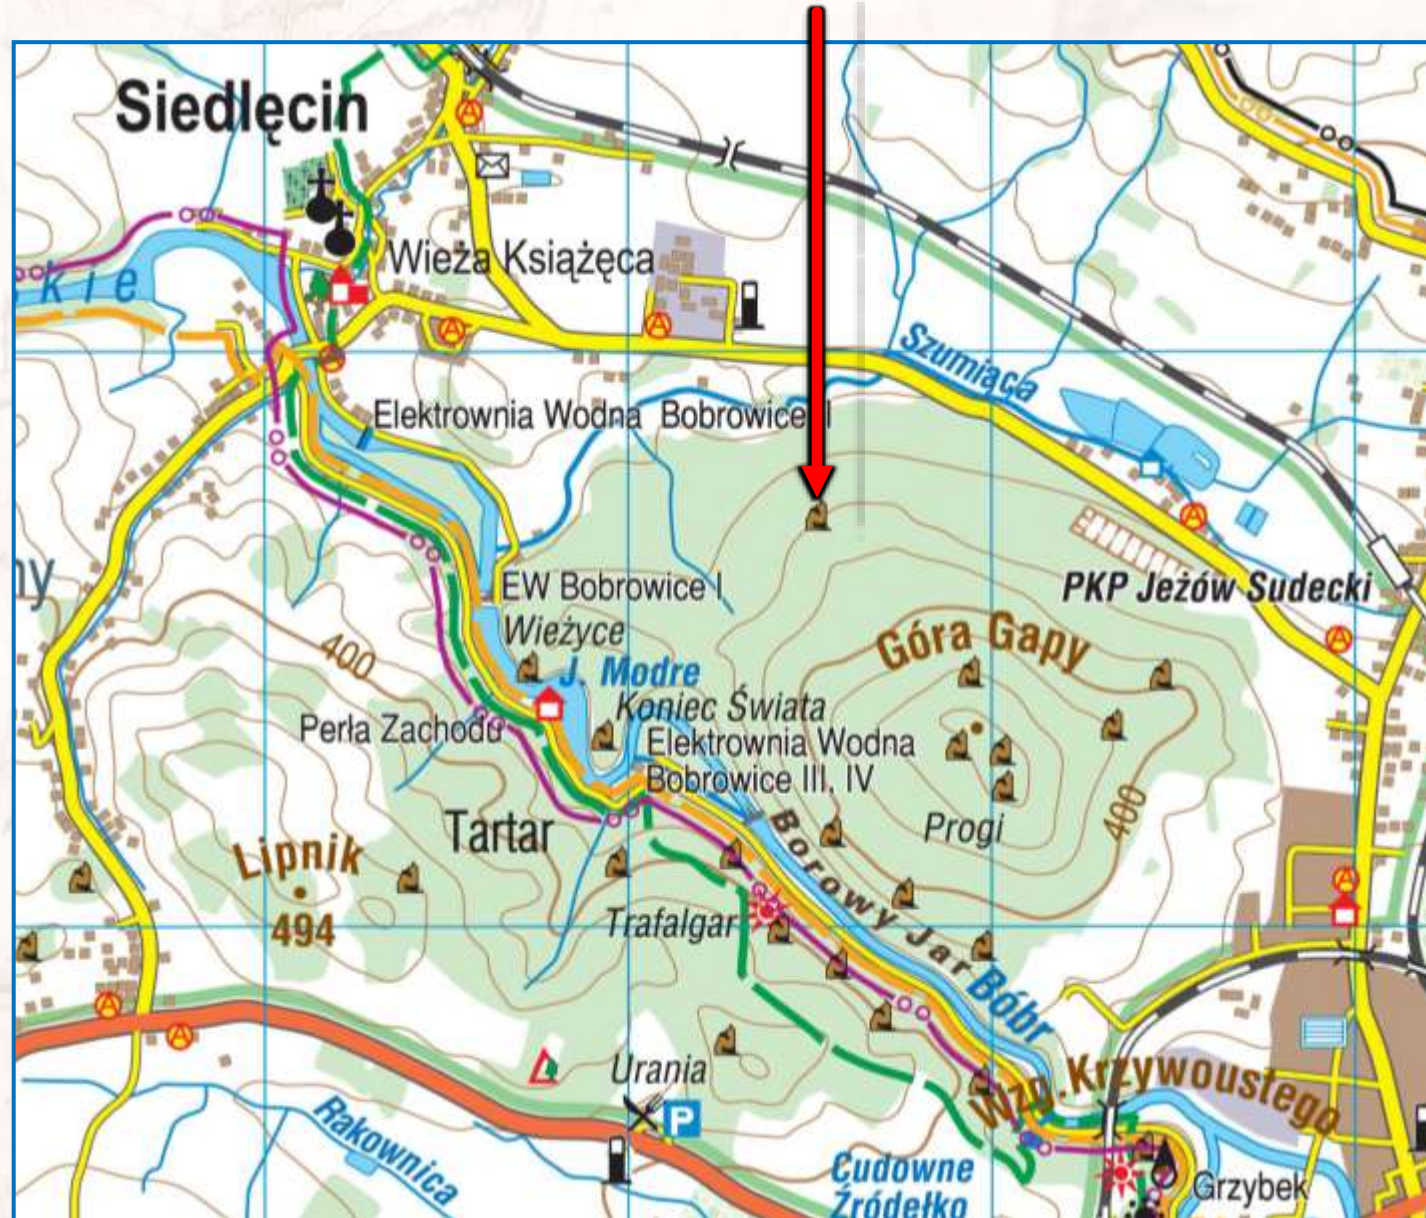 Siedlęcin
Wieża Książęca
kie
Szumiąca
Elektrownia Wodna Bobrowice II
ny
EW Bobrowice I
PKP Jeżów Sudecki
Wieżyce
Góra Gapy
400
J. Modre
Koniec Świata
Perła Zachodu
Elektrownia Wodna
Bobrowice III, IV
400
Tartar
Progi
Lipnik
494
Borowy Jar
Trafalgar
Bóbr
Urania
Wzg. Krzywoustego
P
Rakownica
Cudowne
Źródełko
Grzybek